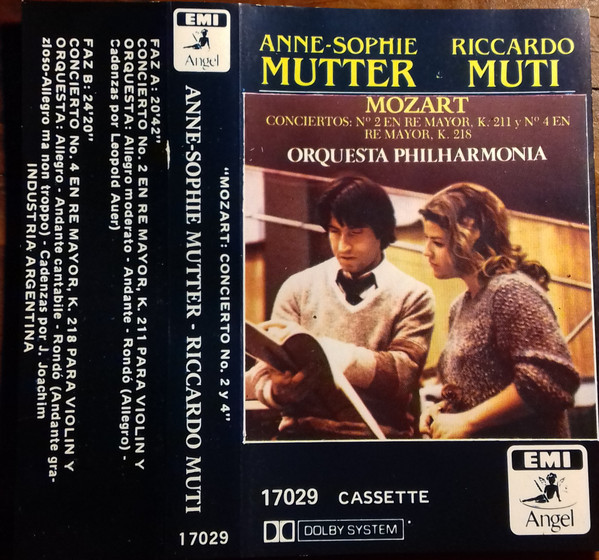 FAZ A: 20'42"
CONCIERTO No. 2 EN RE MAYOR, K. 211 PARA VIOLIN Y
ORQUESTA: Allegro moderato - Andante - Rondó (Allegro) -
Cadenzas por Leopold Auer)
FAZ B: 24'20"
CONCIERTO No. 4 EN RE MAYOR, K. 218 PARA VIOLIN Y
ORQUESTA: Allegro - Andante cantabile - Rondó (Andante gra-
zioso-Allegro ma non troppo) - Cadenzas por J. Joachim
INDUSTRIA ARGENTINA
EMI
Angel
"MOZART: CONCIERTO No. 2 y 4"
ANNE-SOPHIE MUTTER - RICCARDO MUTI
17029
ANNE-SOPHIE
MUTTER
RICCARDO
MUTI
MOZART
CONCIERTOS: Nº 2 EN RE MAYOR, K. 211 y Nº 4 EN
RE MAYOR, K. 218
ORQUESTA PHILHARMONIA
17029 CASSETTE
DOLBY SYSTEM
EMI
Angel